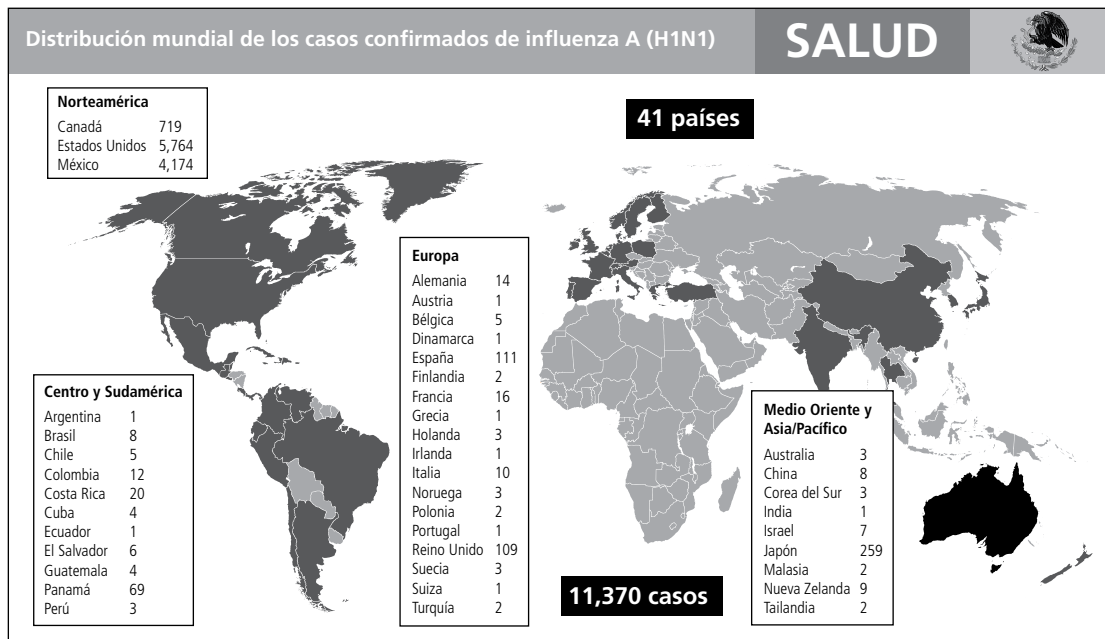 Distribución mundial de los casos confirmados de influenza A (H1N1)
SALUD
Norteamérica
Canadá 719
Estados Unidos 5,764
México 4,174
41 países
Centro y Sudamérica
Argentina 1
Brasil 8
Chile 5
Colombia 12
Costa Rica 20
Cuba 4
Ecuador 1
El Salvador 6
Guatemala 4
Panamá 69
Perú 3
Europa
Alemania 14
Austria 1
Bélgica 5
Dinamarca 1
España 111
Finlandia 2
Francia 16
Grecia 1
Holanda 3
Irlanda 1
Italia 10
Noruega 3
Polonia 2
Portugal 1
Reino Unido 109
Suecia 3
Suiza 1
Turquía 2
Medio Oriente y
Asia/Pacífico
Australia 3
China 8
Corea del Sur 3
India 1
Israel 7
Japón 259
Malasia 2
Nueva Zelanda 9
Tailandia 2
11,370 casos